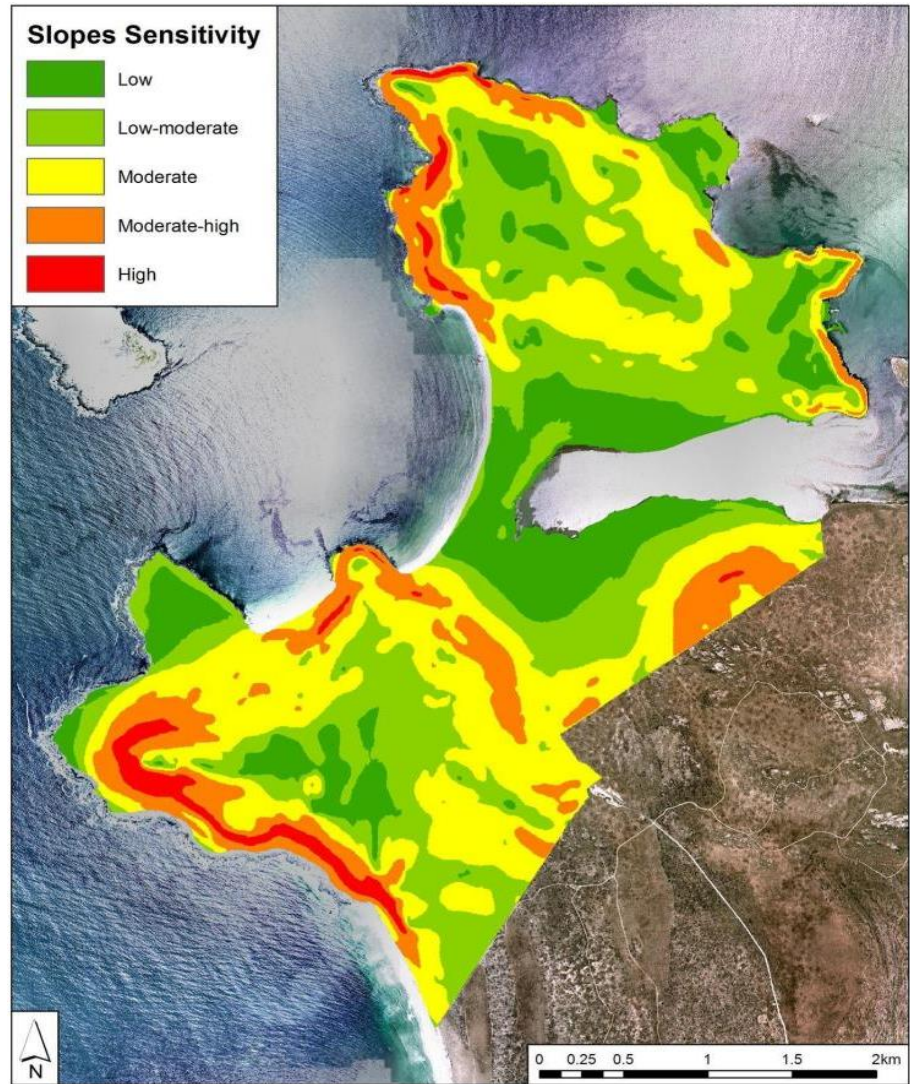 Slopes Sensitivity
Low
Low-moderate
Moderate
Moderate-high
High
N
0 0.25 0.5 1 1.5 2km